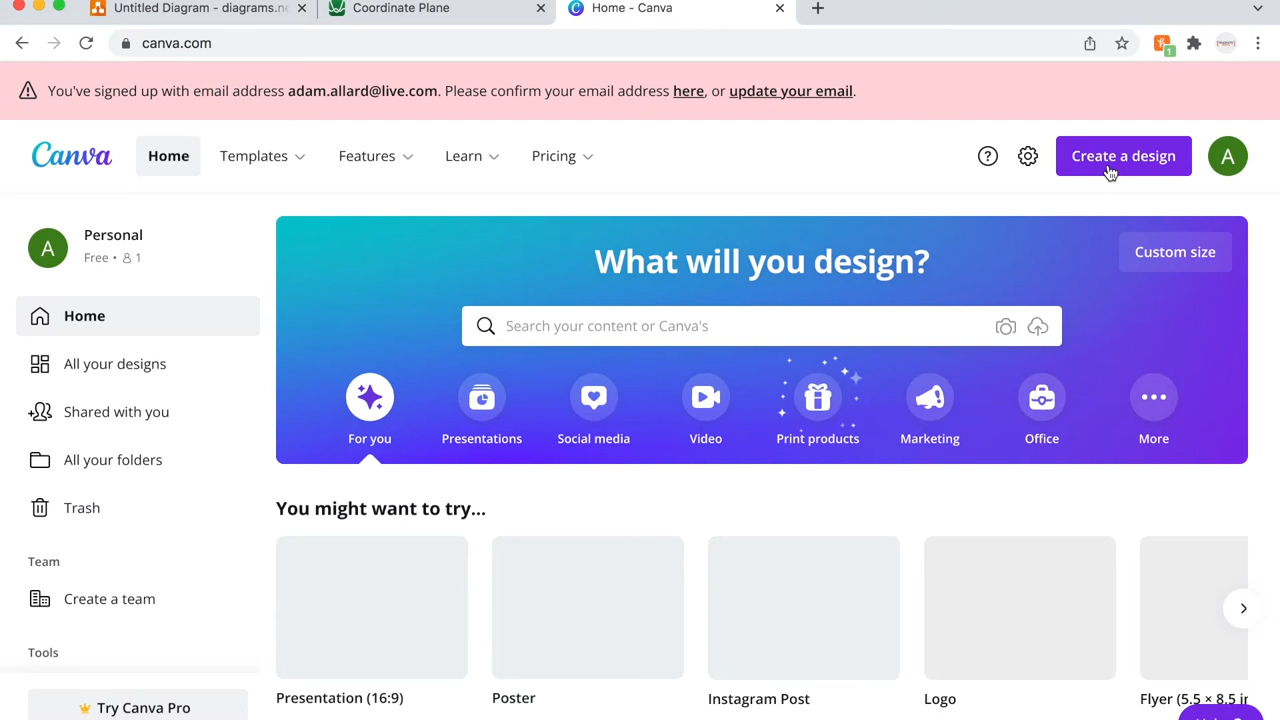 Untitled Diagram - diagrams.ne
Coordinate Plane
Home - Canva
canva.com
1
You've signed up with email address adam.allard@live.com. Please confirm your email address here, or update your email.
Canva
Home
Templates
Features
Learn
Pricing
Create a design
A
A
Personal
Free • 1
Home
All your designs
Shared with you
All your folders
Trash
Team
Create a team
Tools
Try Canva Pro
What will you design?
Custom size
Search your content or Canva's
For you
Presentations
Social media
Video
Print products
Marketing
Office
More
You might want to try...
Presentation (16:9)
Poster
Instagram Post
Logo
Flyer (5.5 × 8.5 in